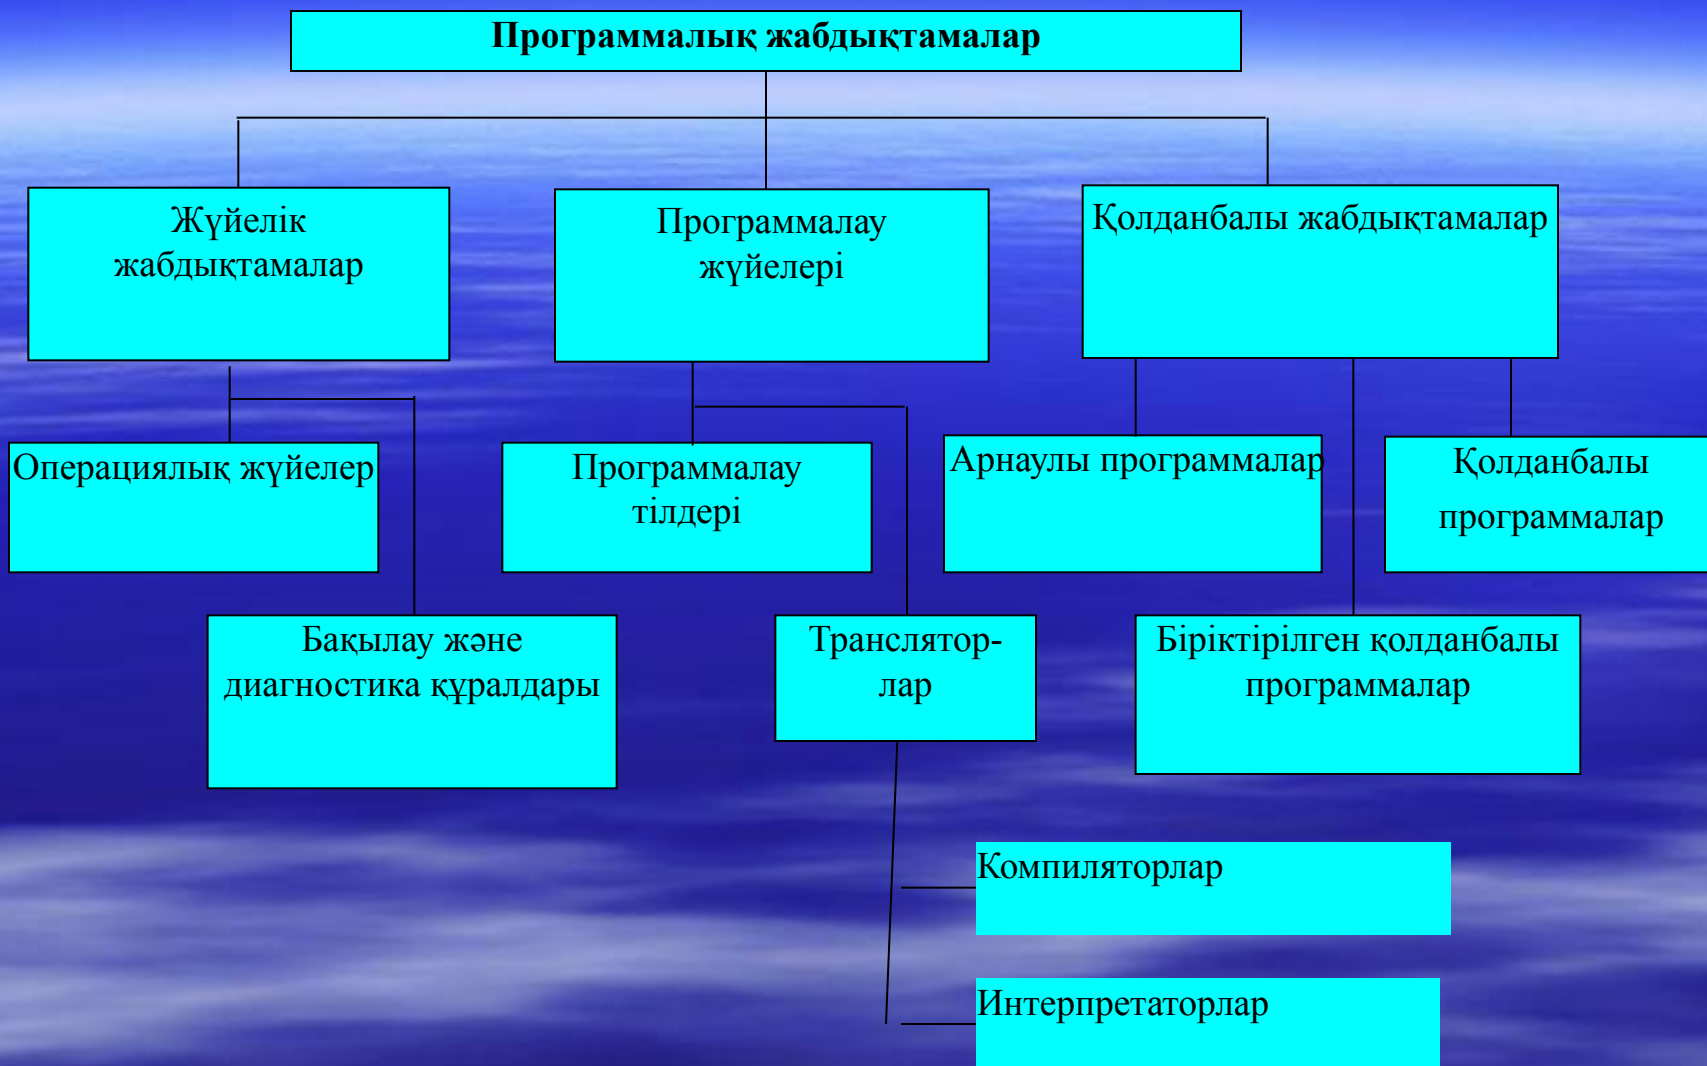 Программалық жабдықтамалар
Жүйелік
жабдықтамалар
Программалау
жүйелері
Қолданбалы жабдықтамалар
Операциялық жүйелер
Программалау
тілдері
Арнаулы программалар
Қолданбалы
программалар
Бақылау және
диагностика құралдары
Транслятор-
лар
Біріктірілген қолданбалы
программалар
Компиляторлар
Интерпретаторлар